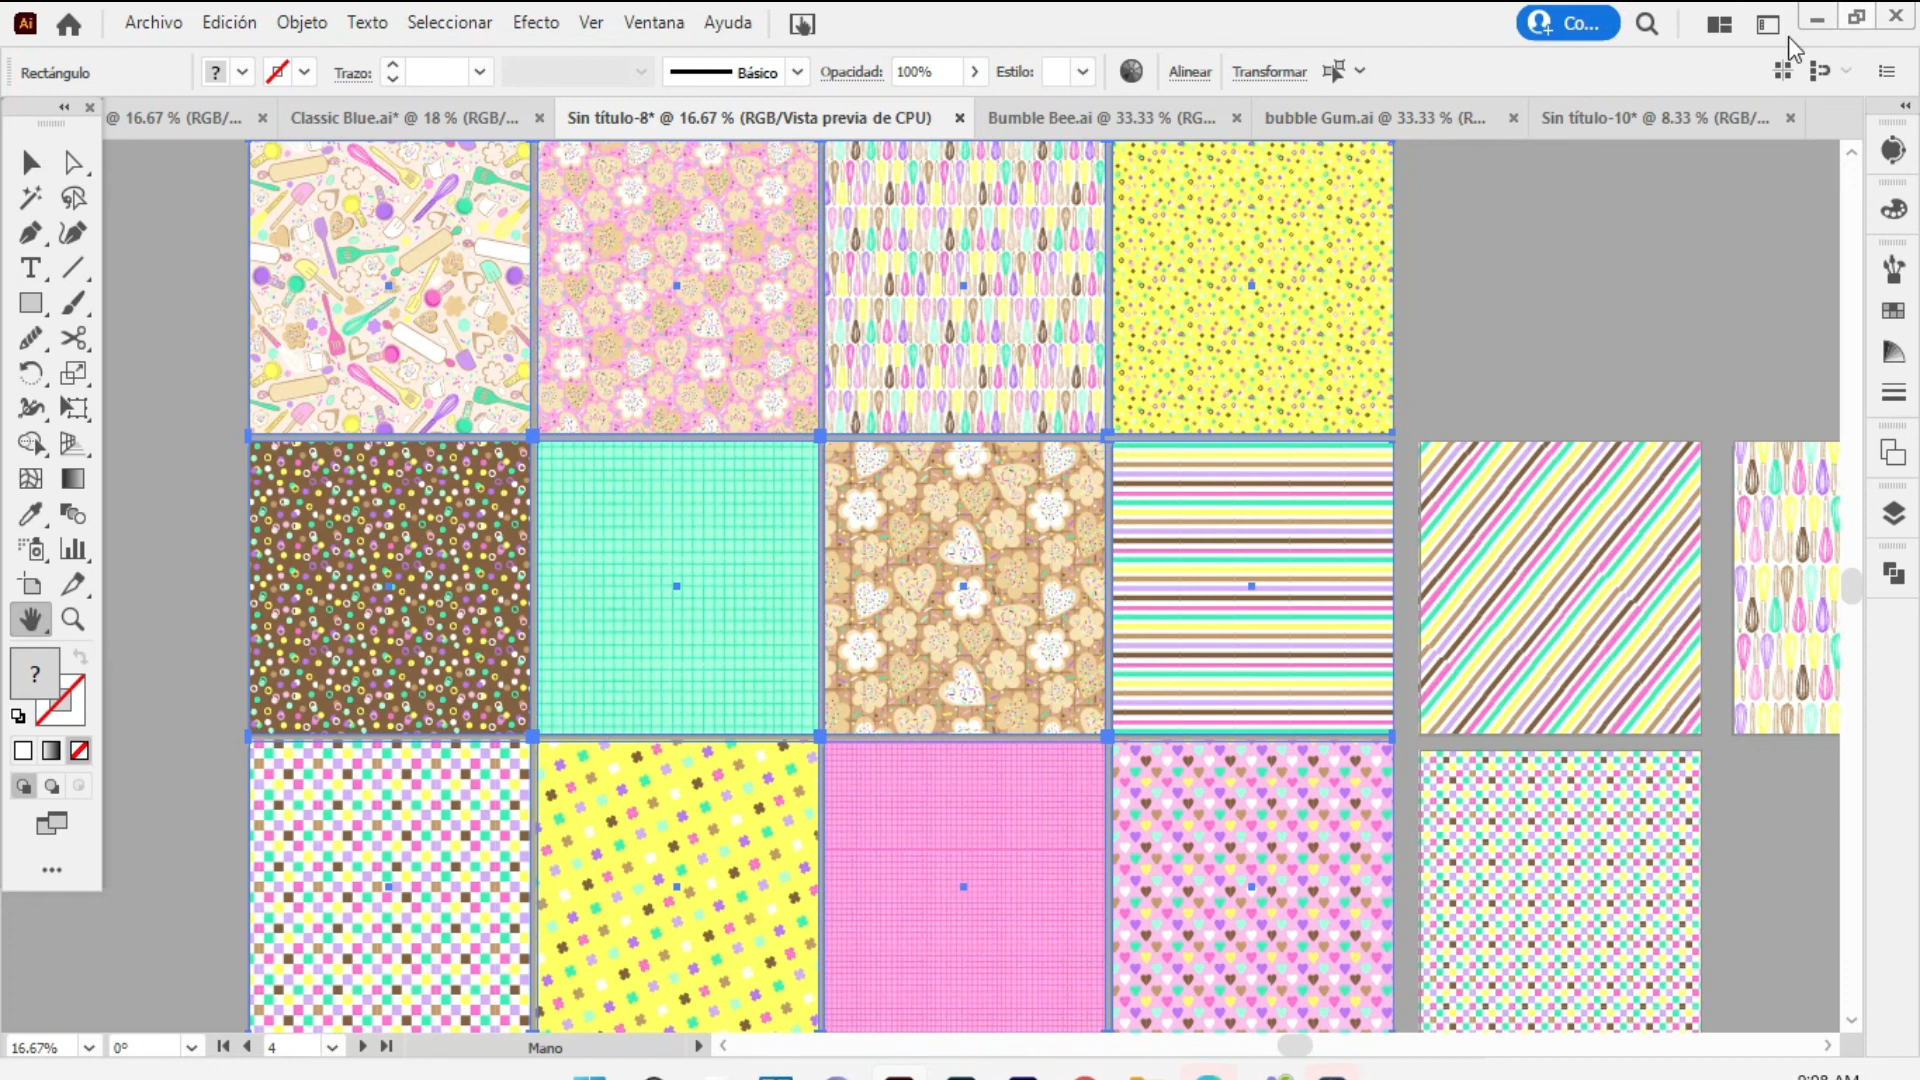 Ai Archivo Edición Objeto Texto Seleccionar Efecto Ver Ventana Ayuda Co...
Rectángulo ? Trazo: Básico Opacidad: 100% Estilo: Alinear Transformar
@ 16.67 % (RGB/... Classic Blue.ai* @ 18 % (RGB/... Sin título-8* @ 16.67 % (RGB/Vista previa de CPU) Bumble Bee.ai @ 33.33 % (RG... bubble Gum.ai @ 33.33 % (R... Sin título-10* @ 8.33 % (RGB/...
?
16.67% 0° 4 Mano